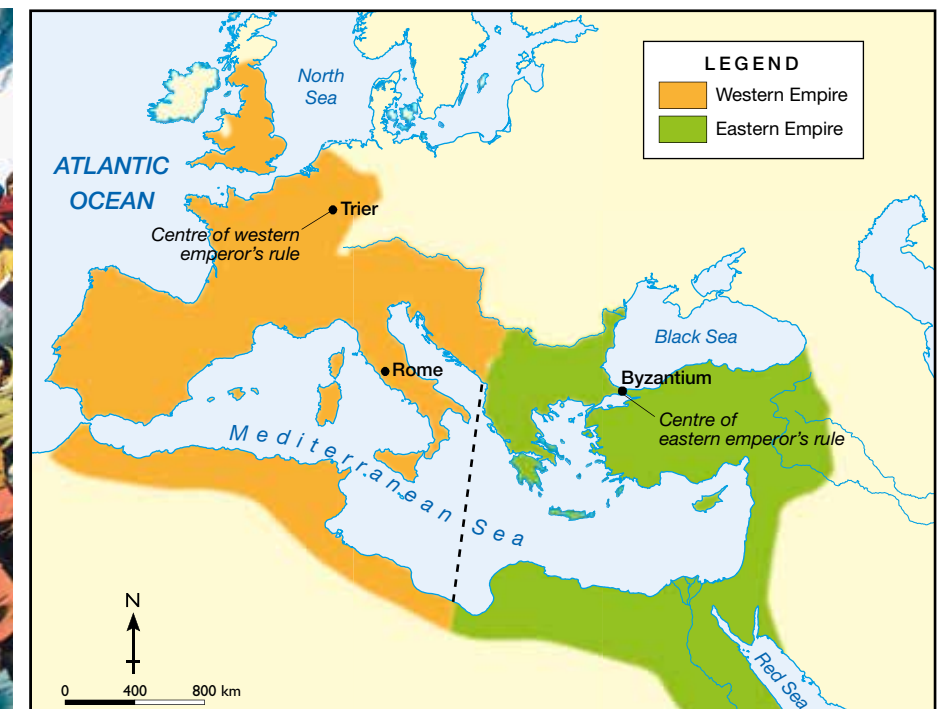 North
Sea
LEGEND
Western Empire
Eastern Empire
ATLANTIC
OCEAN
Trier
Centre of western
emperor's rule
Black Sea
Rome
Byzantium
Centre of
eastern emperor's rule
Mediterranean Sea
N
0 400 800 km
Red Sea